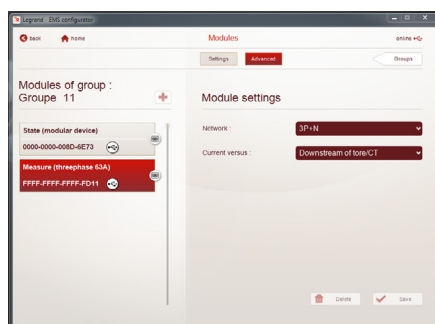 Legrand - EMS configurator
back
home
Modules
online
Settings
Advanced
Groups
Modules of group :
Groupe 11
Module settings
State (modular device)
0000-0000-008D-6E73
Measure (threephase 63A)
FFFF-FFFF-FFFF-FD11
Network :
3P+N
Current versus :
Downstream of tore/CT
Delete
Save